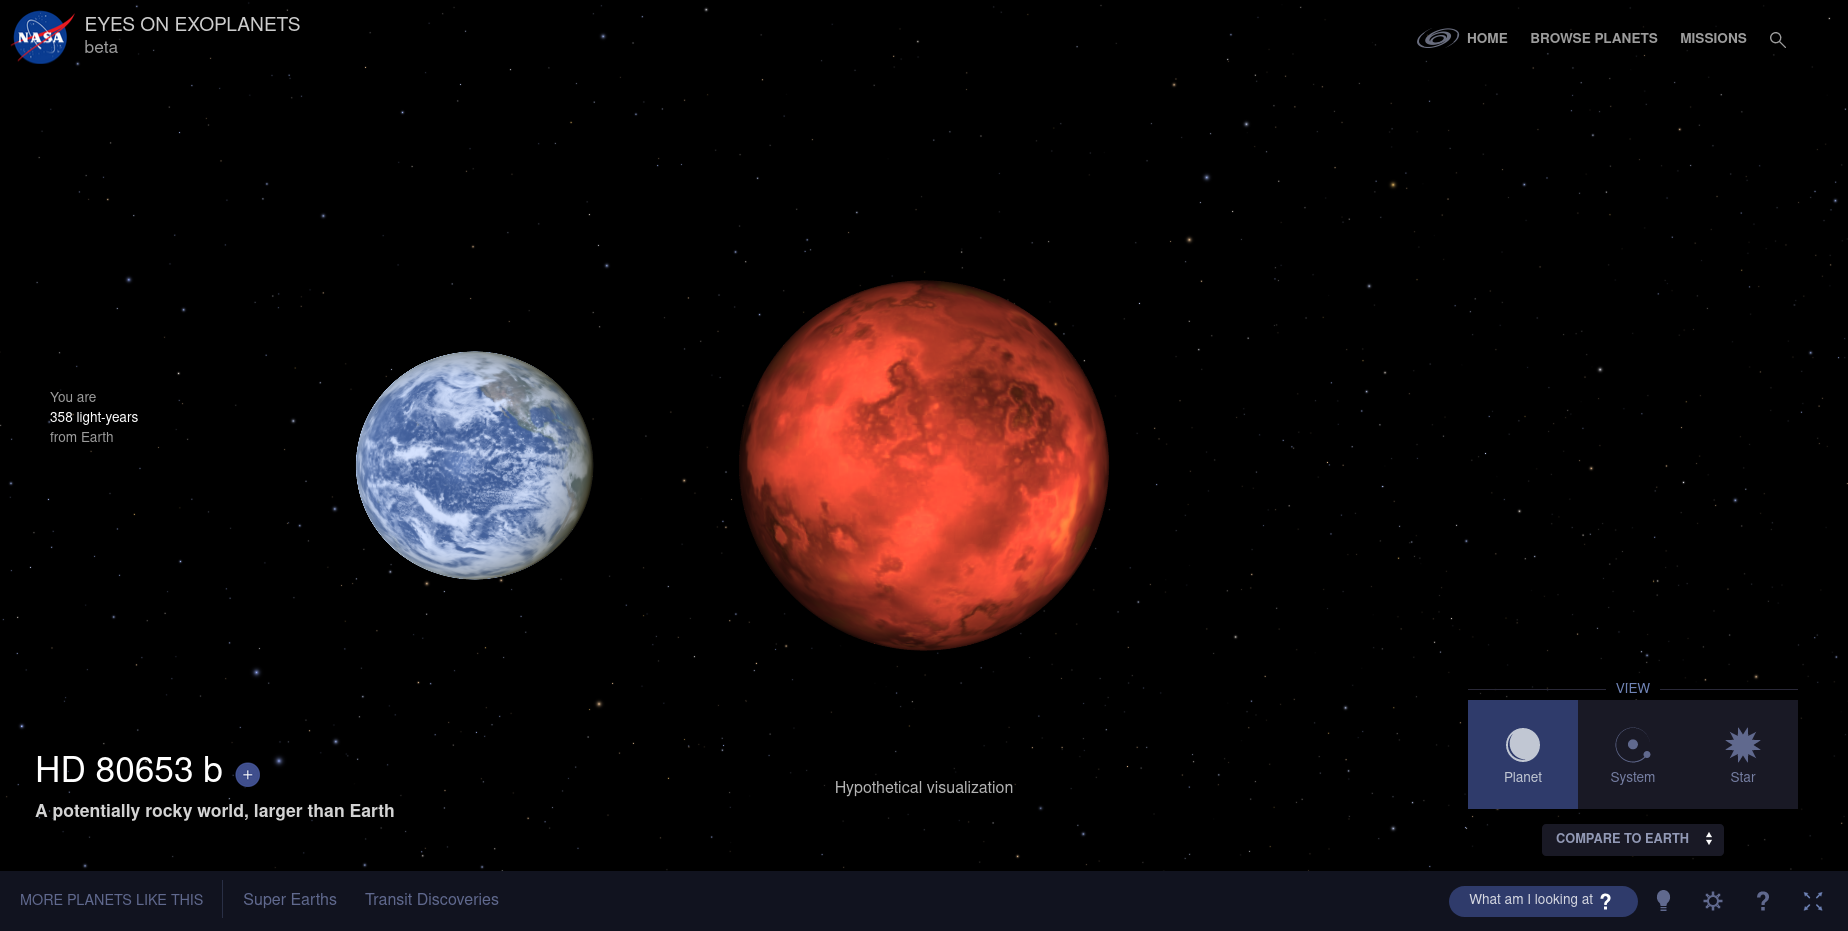 NASA
EYES ON EXOPLANETS
beta
HOME
BROWSE PLANETS
MISSIONS
You are
358 light-years
from Earth
HD 80653 b +
A potentially rocky world, larger than Earth
Hypothetical visualization
VIEW
Planet
System
Star
COMPARE TO EARTH
MORE PLANETS LIKE THIS
Super Earths
Transit Discoveries
What am I looking at ?
?